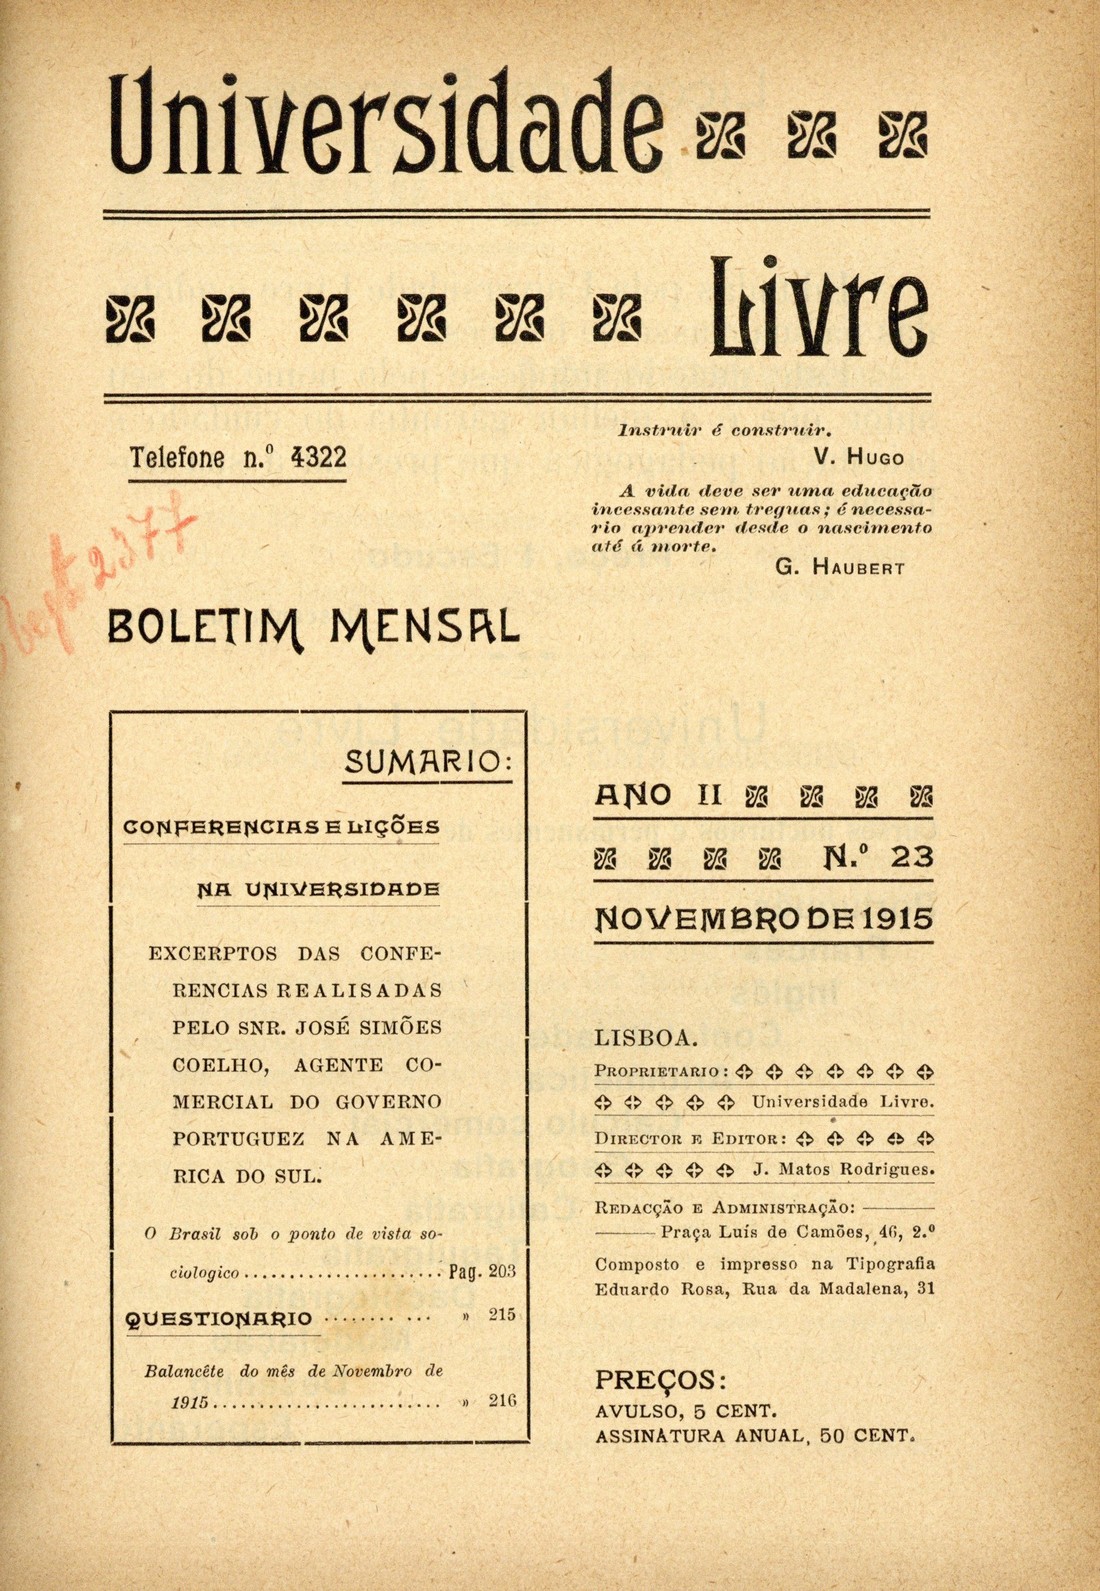 Universidade
Livre
Telefone n.º 4322
Instruir é construir.
V. HUGO
A vida deve ser uma educação
incessante sem treguas; é necessa-
rio aprender desde o nascimento
até á morte.
G. HAUBERT
2377
BOLETIM MENSAL
SUMARIO:
CONFERENCIAS E LIÇÕES
NA UNIVERSIDADE
EXCERPTOS DAS CONFE-
RENCIAS REALISADAS
PELO SNR. JOSÉ SIMÕES
COELHO, AGENTE CO-
MERCIAL DO GOVERNO
PORTUGUEZ NA AME-
RICA DO SUL.
O Brasil sob o ponto de vista so-
ciologico ...................... Pag. 203
QUESTIONARIO ........ ... » 215
Balancête do mês de Novembro de
1915......................... » 216
ANO II
N.º 23
NOVEMBRO DE 1915
LISBOA.
PROPRIETARIO:
Universidade Livre.
DIRECTOR E EDITOR:
J. Matos Rodrigues.
REDACÇÃO E ADMINISTRAÇÃO:
Praça Luís de Camões, 46, 2.º
Composto e impresso na Tipografia
Eduardo Rosa, Rua da Madalena, 31
PREÇOS:
AVULSO, 5 CENT.
ASSINATURA ANUAL, 50 CENT.